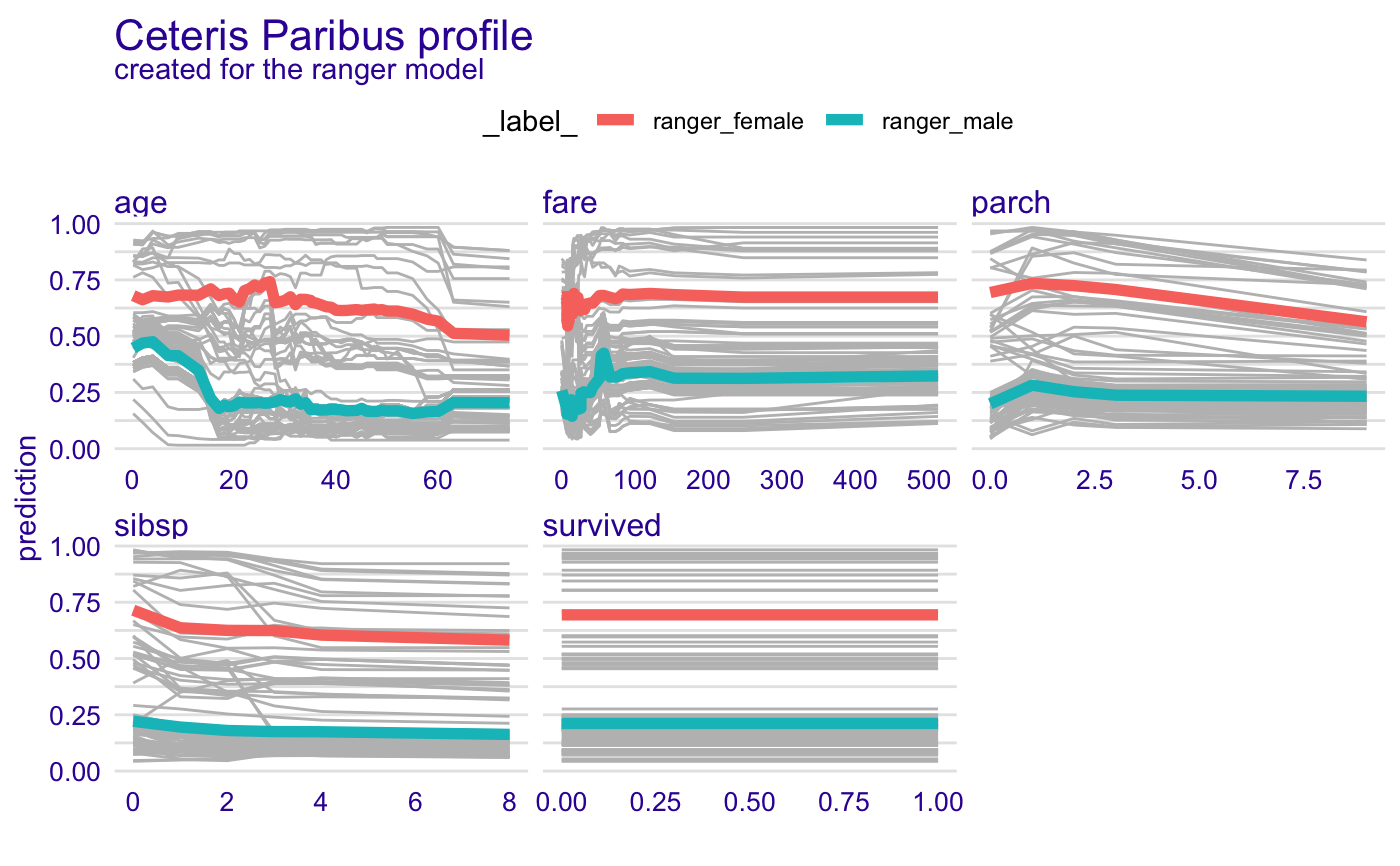 Ceteris Paribus profile
created for the ranger model
_label_ ranger_female ranger_male
age fare parch
1.00
0.75
0.50
0.25
0.00
0 20 40 60 0 100 200 300 400 500 0.0 2.5 5.0 7.5
prediction
sibsp survived
1.00
0.75
0.50
0.25
0.00
0 2 4 6 8 0.00 0.25 0.50 0.75 1.00